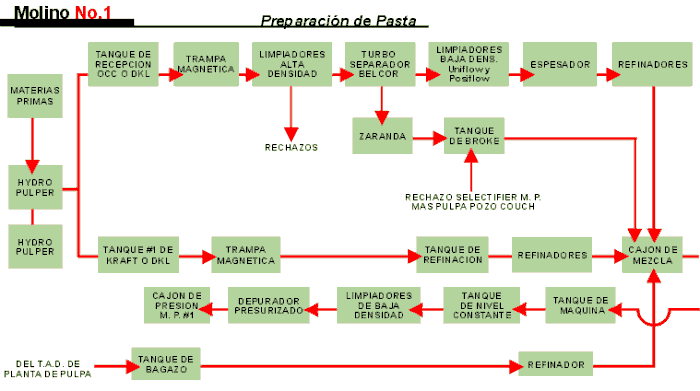 Molino No.1
Preparación de Pasta
MATERIAS
PRIMAS
HYDRO
PULPER
HYDRO
PULPER
TANQUE DE
RECEPCION
OCC O DKL
TRAMPA
MAGNETICA
LIMPIADORES
ALTA
DENSIDAD
TURBO
SEPARADOR
BELCOR
LIMPIADORES
BAJA DENS.
Uniflow y
Posiflow
ESPESADOR
REFINADORES
RECHAZOS
ZARANDA
TANQUE
DE BROKE
RECHAZO SELECTIFIER M. P.
MAS PULPA POZO COUCH
TANQUE #1 DE
KRAFT O DKL
TRAMPA
MAGNETICA
TANQUE DE
REFINACION
REFINADORES
CAJON DE
MEZCLA
CAJON DE
PRESION
M. P. #1
DEPURADOR
PRESURIZADO
LIMPIADORES
DE BAJA
DENSIDAD
TANQUE
DE NIVEL
CONSTANTE
TANQUE DE
MAQUINA
DEL T.A.D. DE
PLANTA DE PULPA
TANQUE DE
BAGAZO
REFINADOR